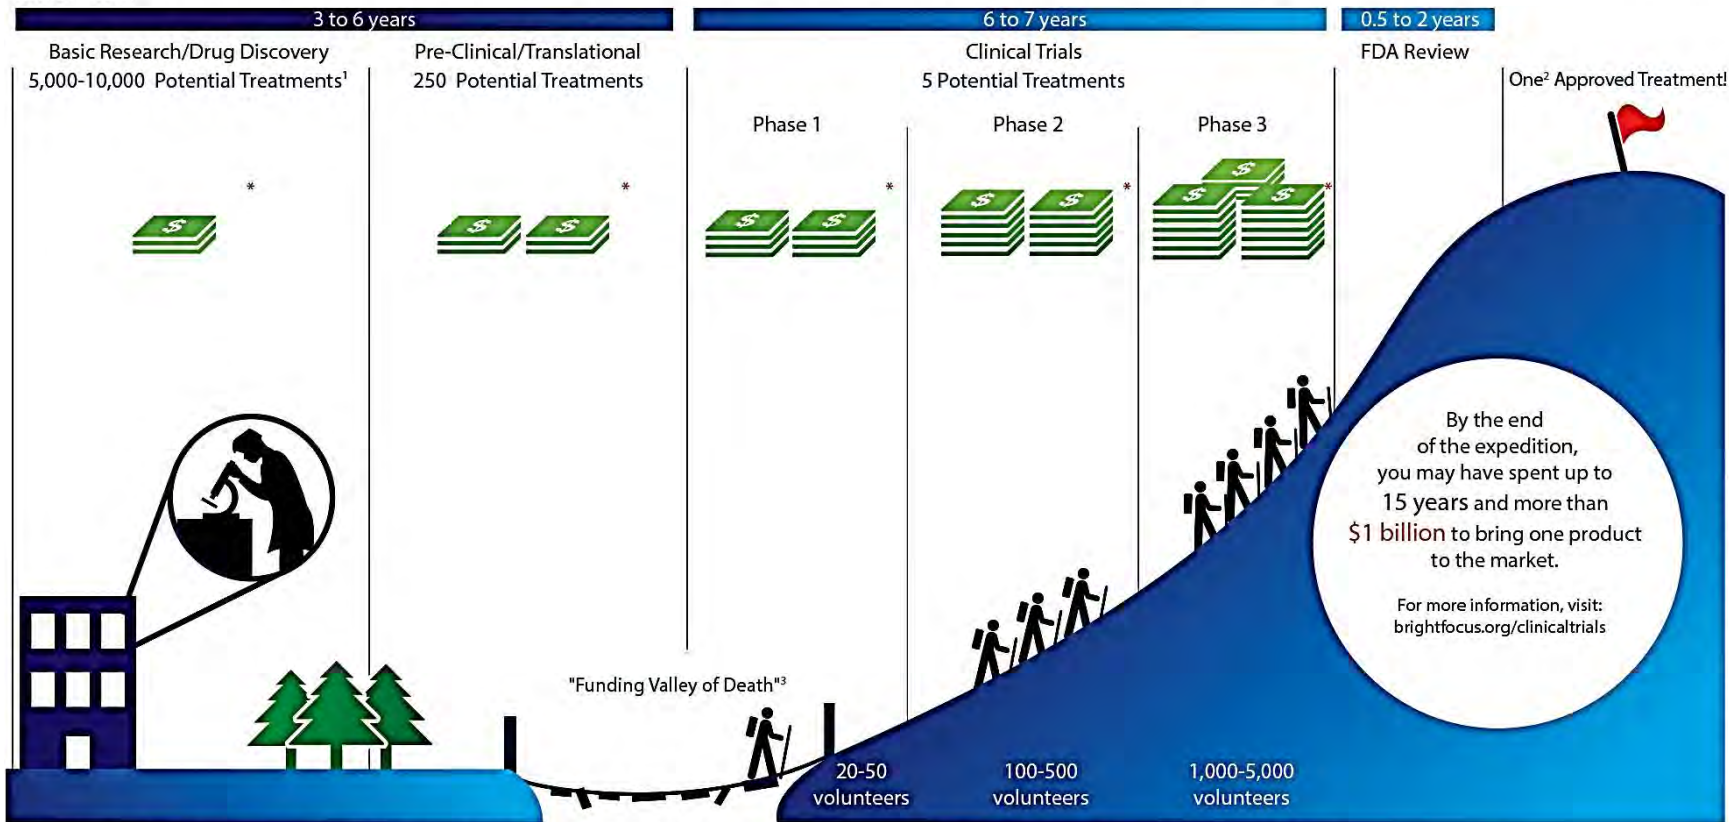 3 to 6 years
6 to 7 years
0.5 to 2 years
Basic Research/Drug Discovery
5,000-10,000 Potential Treatments¹
Pre-Clinical/Translational
250 Potential Treatments
Clinical Trials
5 Potential Treatments
FDA Review
One² Approved Treatment!
Phase 1
Phase 2
Phase 3
*
*
*
*
*
$
$ $
$ $
$ $
$ $ $
By the end
of the expedition,
you may have spent up to
15 years and more than
$1 billion to bring one product
to the market.
For more information, visit:
brightfocus.org/clinicaltrials
"Funding Valley of Death"³
20-50
volunteers
100-500
volunteers
1,000-5,000
volunteers